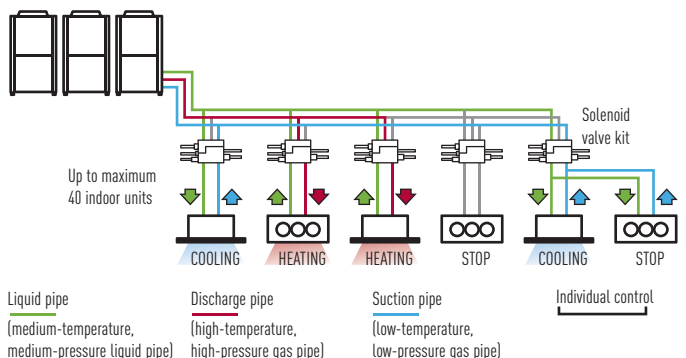 Solenoid
valve kit
Up to maximum
40 indoor units
COOLING HEATING HEATING STOP COOLING STOP
Liquid pipe
(medium-temperature,
medium-pressure liquid pipe)
Discharge pipe
(high-temperature,
high-pressure gas pipe)
Suction pipe
(low-temperature,
low-pressure gas pipe)
Individual control